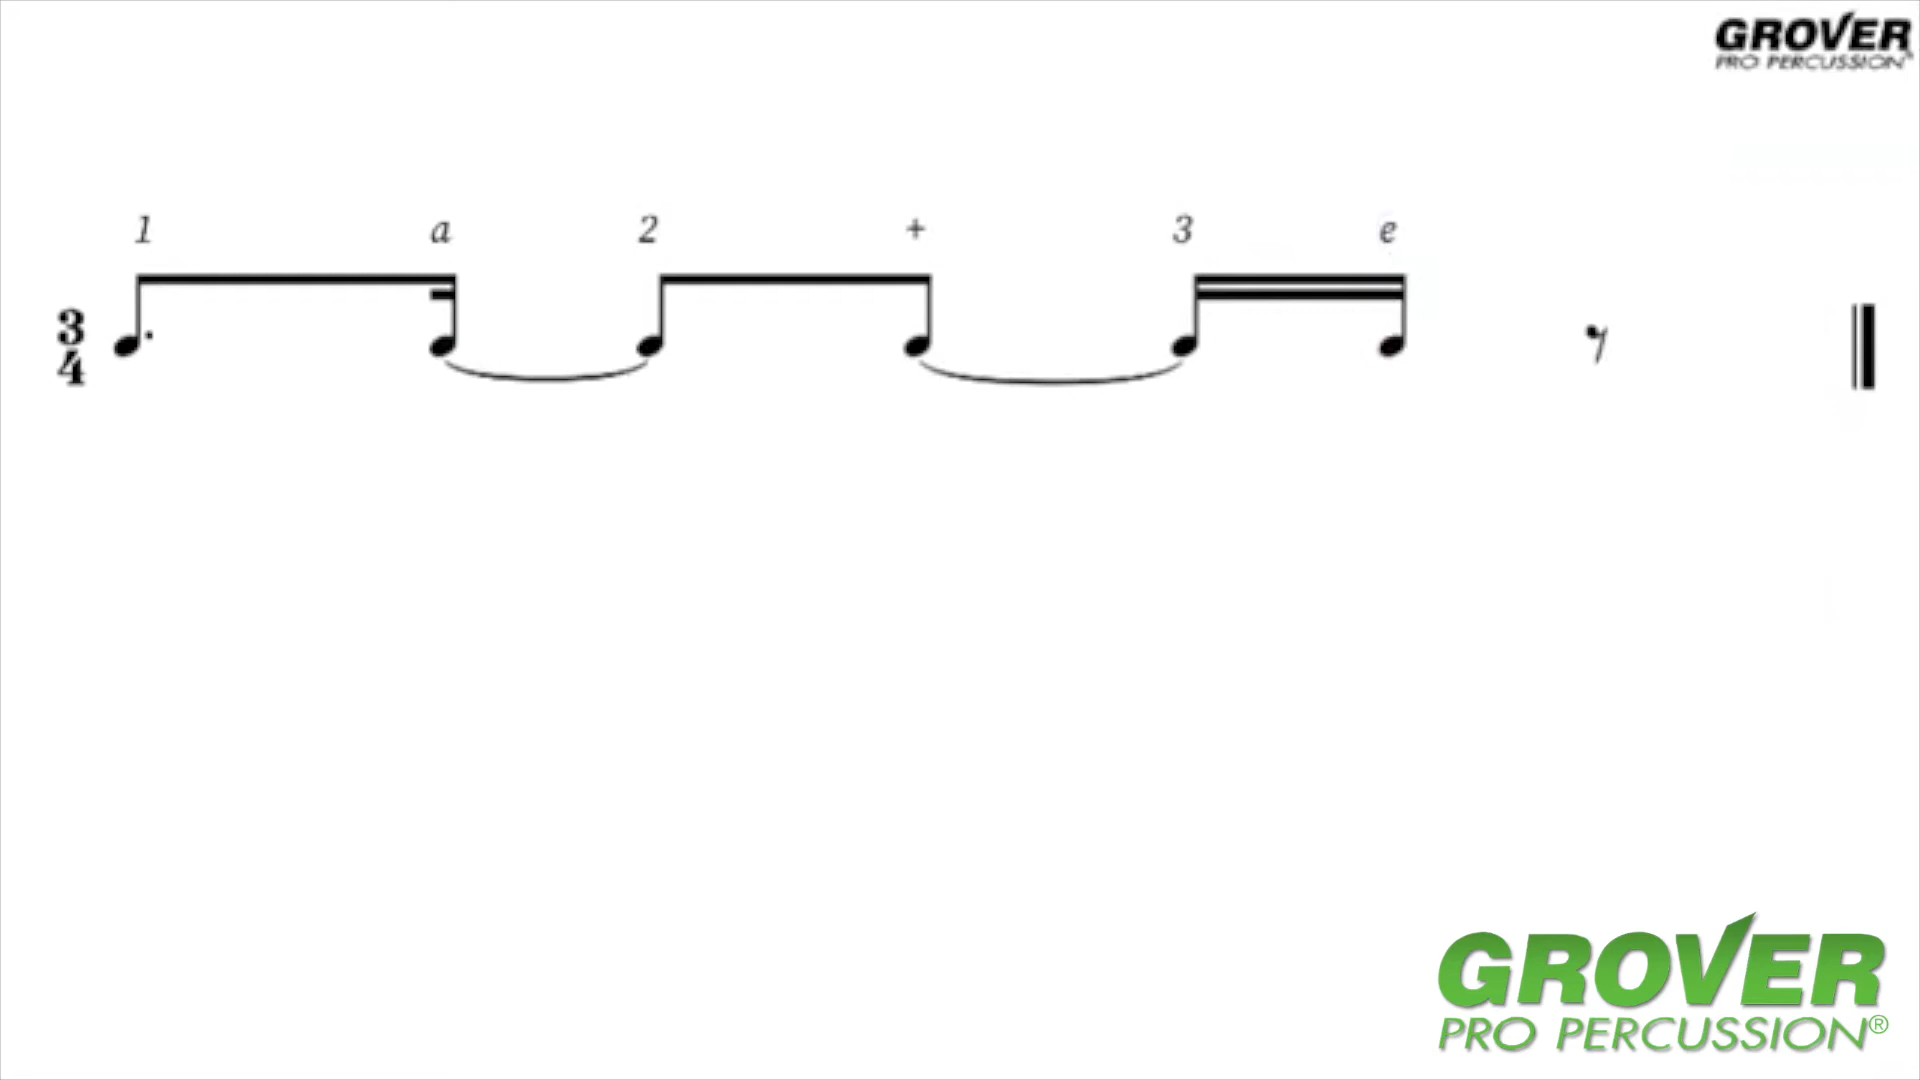 GROVER
PRO PERCUSSION
1 a 2 + 3 e
3
4
GROVER
PRO PERCUSSION®